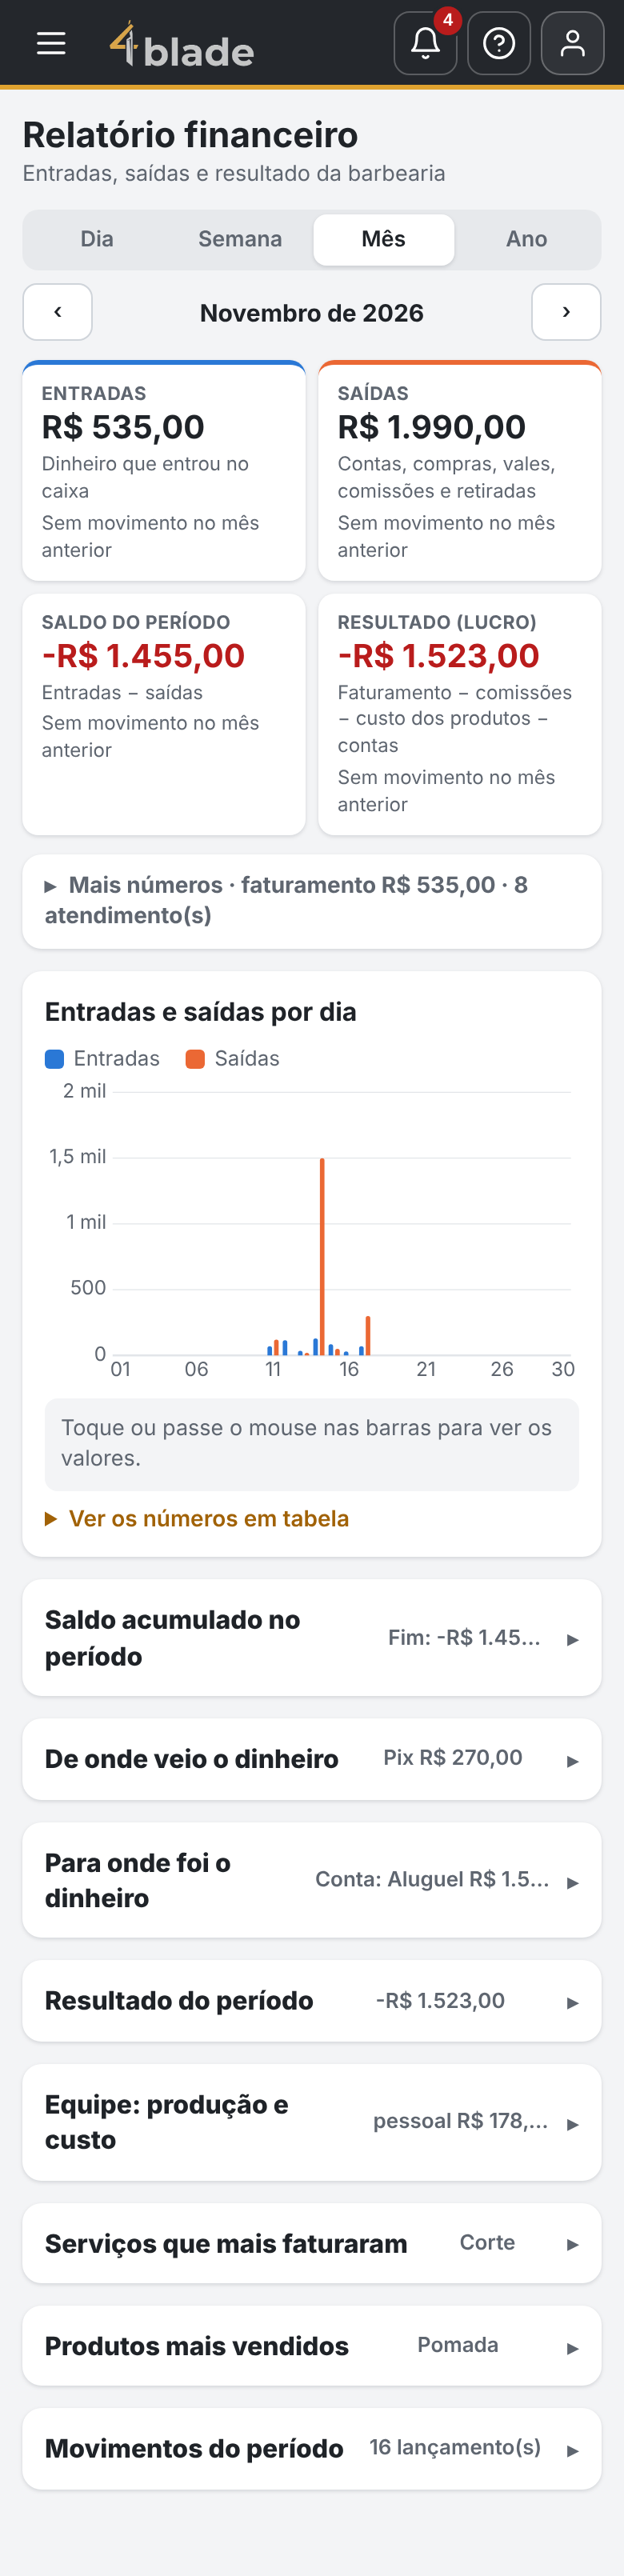 4blade
4
Relatório financeiro
Entradas, saídas e resultado da barbearia
Dia Semana Mês Ano
‹ Novembro de 2026 ›
ENTRADAS
R$ 535,00
Dinheiro que entrou no
caixa
Sem movimento no mês
anterior
SAÍDAS
R$ 1.990,00
Contas, compras, vales,
comissões e retiradas
Sem movimento no mês
anterior
SALDO DO PERÍODO
-R$ 1.455,00
Entradas − saídas
Sem movimento no mês
anterior
RESULTADO (LUCRO)
-R$ 1.523,00
Faturamento − comissões
− custo dos produtos −
contas
Sem movimento no mês
anterior
▸ Mais números · faturamento R$ 535,00 · 8
atendimento(s)
Entradas e saídas por dia
Entradas Saídas
2 mil
1,5 mil
1 mil
500
0
01 06 11 16 21 26 30
Toque ou passe o mouse nas barras para ver os
valores.
▸ Ver os números em tabela
Saldo acumulado no
período
Fim: -R$ 1.45... ▸
De onde veio o dinheiro Pix R$ 270,00 ▸
Para onde foi o
dinheiro
Conta: Aluguel R$ 1.5... ▸
Resultado do período -R$ 1.523,00 ▸
Equipe: produção e
custo
pessoal R$ 178,... ▸
Serviços que mais faturaram Corte ▸
Produtos mais vendidos Pomada ▸
Movimentos do período 16 lançamento(s) ▸